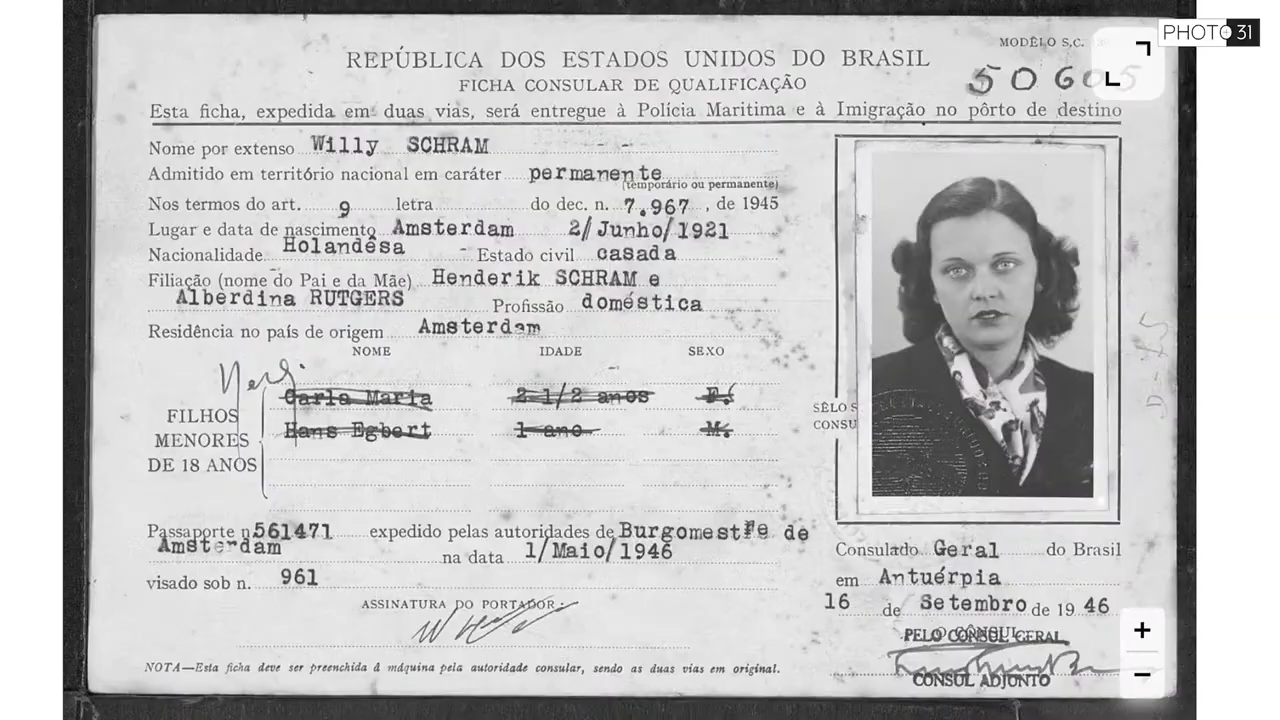 PHOTO 31
MODÊLO S.C.
REPÚBLICA DOS ESTADOS UNIDOS DO BRASIL
5060 5
FICHA CONSULAR DE QUALIFICAÇÃO
Esta ficha, expedida em duas vias, será entregue à Polícia Maritima e à Imigração no pôrto de destino
Nome por extenso Willy SCHRAM
Admitido em território nacional em caráter permanente
(temporário ou permanente)
Nos termos do art. 9 letra do dec. n. 7.967 , de 1945
Lugar e data de nascimento Amsterdam 2/Junho/1921
Nacionalidade Holandêsa Estado civil casada
Filiação (nome do Pai e da Mãe) Henderik SCHRAM e
Alberdina RUTGERS Profissão doméstica
Residência no país de origem Amsterdam
NOME IDADE SEXO
Carla Maria 2 1/2 anos F.
Hans Egbert 1 ano M.
FILHOS
MENORES
DE 18 ANOS
SÊLO S
CONSU
Passaporte n. 561471 expedido pelas autoridades de Burgomestre de
Amsterdam na data 1/Maio/1946
visado sob n. 961
ASSINATURA DO PORTADOR:
Consulado Geral do Brasil
em Antuérpia
16 de Setembro de 19 46
PELO CONSUL GERAL
CONSUL ADJUNTO
NOTA—Esta ficha deve ser preenchida à máquina pela autoridade consular, sendo as duas vias em original.